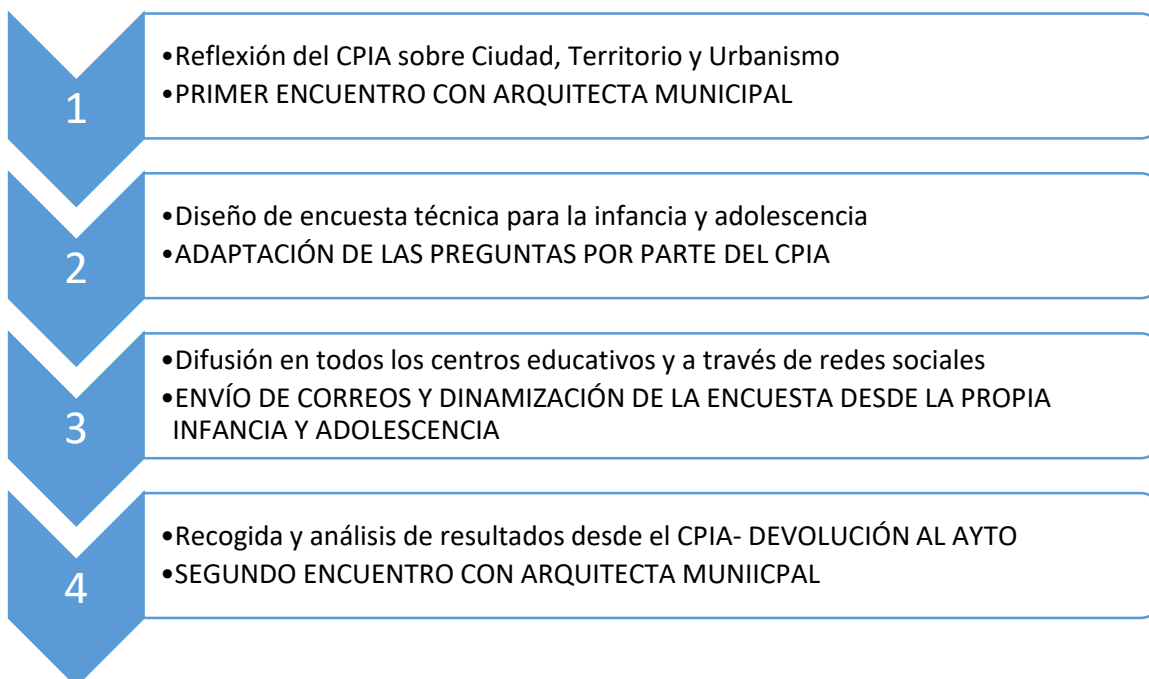 1
•Reflexión del CPIA sobre Ciudad, Territorio y Urbanismo
•PRIMER ENCUENTRO CON ARQUITECTA MUNICIPAL
2
•Diseño de encuesta técnica para la infancia y adolescencia
•ADAPTACIÓN DE LAS PREGUNTAS POR PARTE DEL CPIA
3
•Difusión en todos los centros educativos y a través de redes sociales
•ENVÍO DE CORREOS Y DINAMIZACIÓN DE LA ENCUESTA DESDE LA PROPIA
INFANCIA Y ADOLESCENCIA
4
•Recogida y análisis de resultados desde el CPIA- DEVOLUCIÓN AL AYTO
•SEGUNDO ENCUENTRO CON ARQUITECTA MUNIICPAL